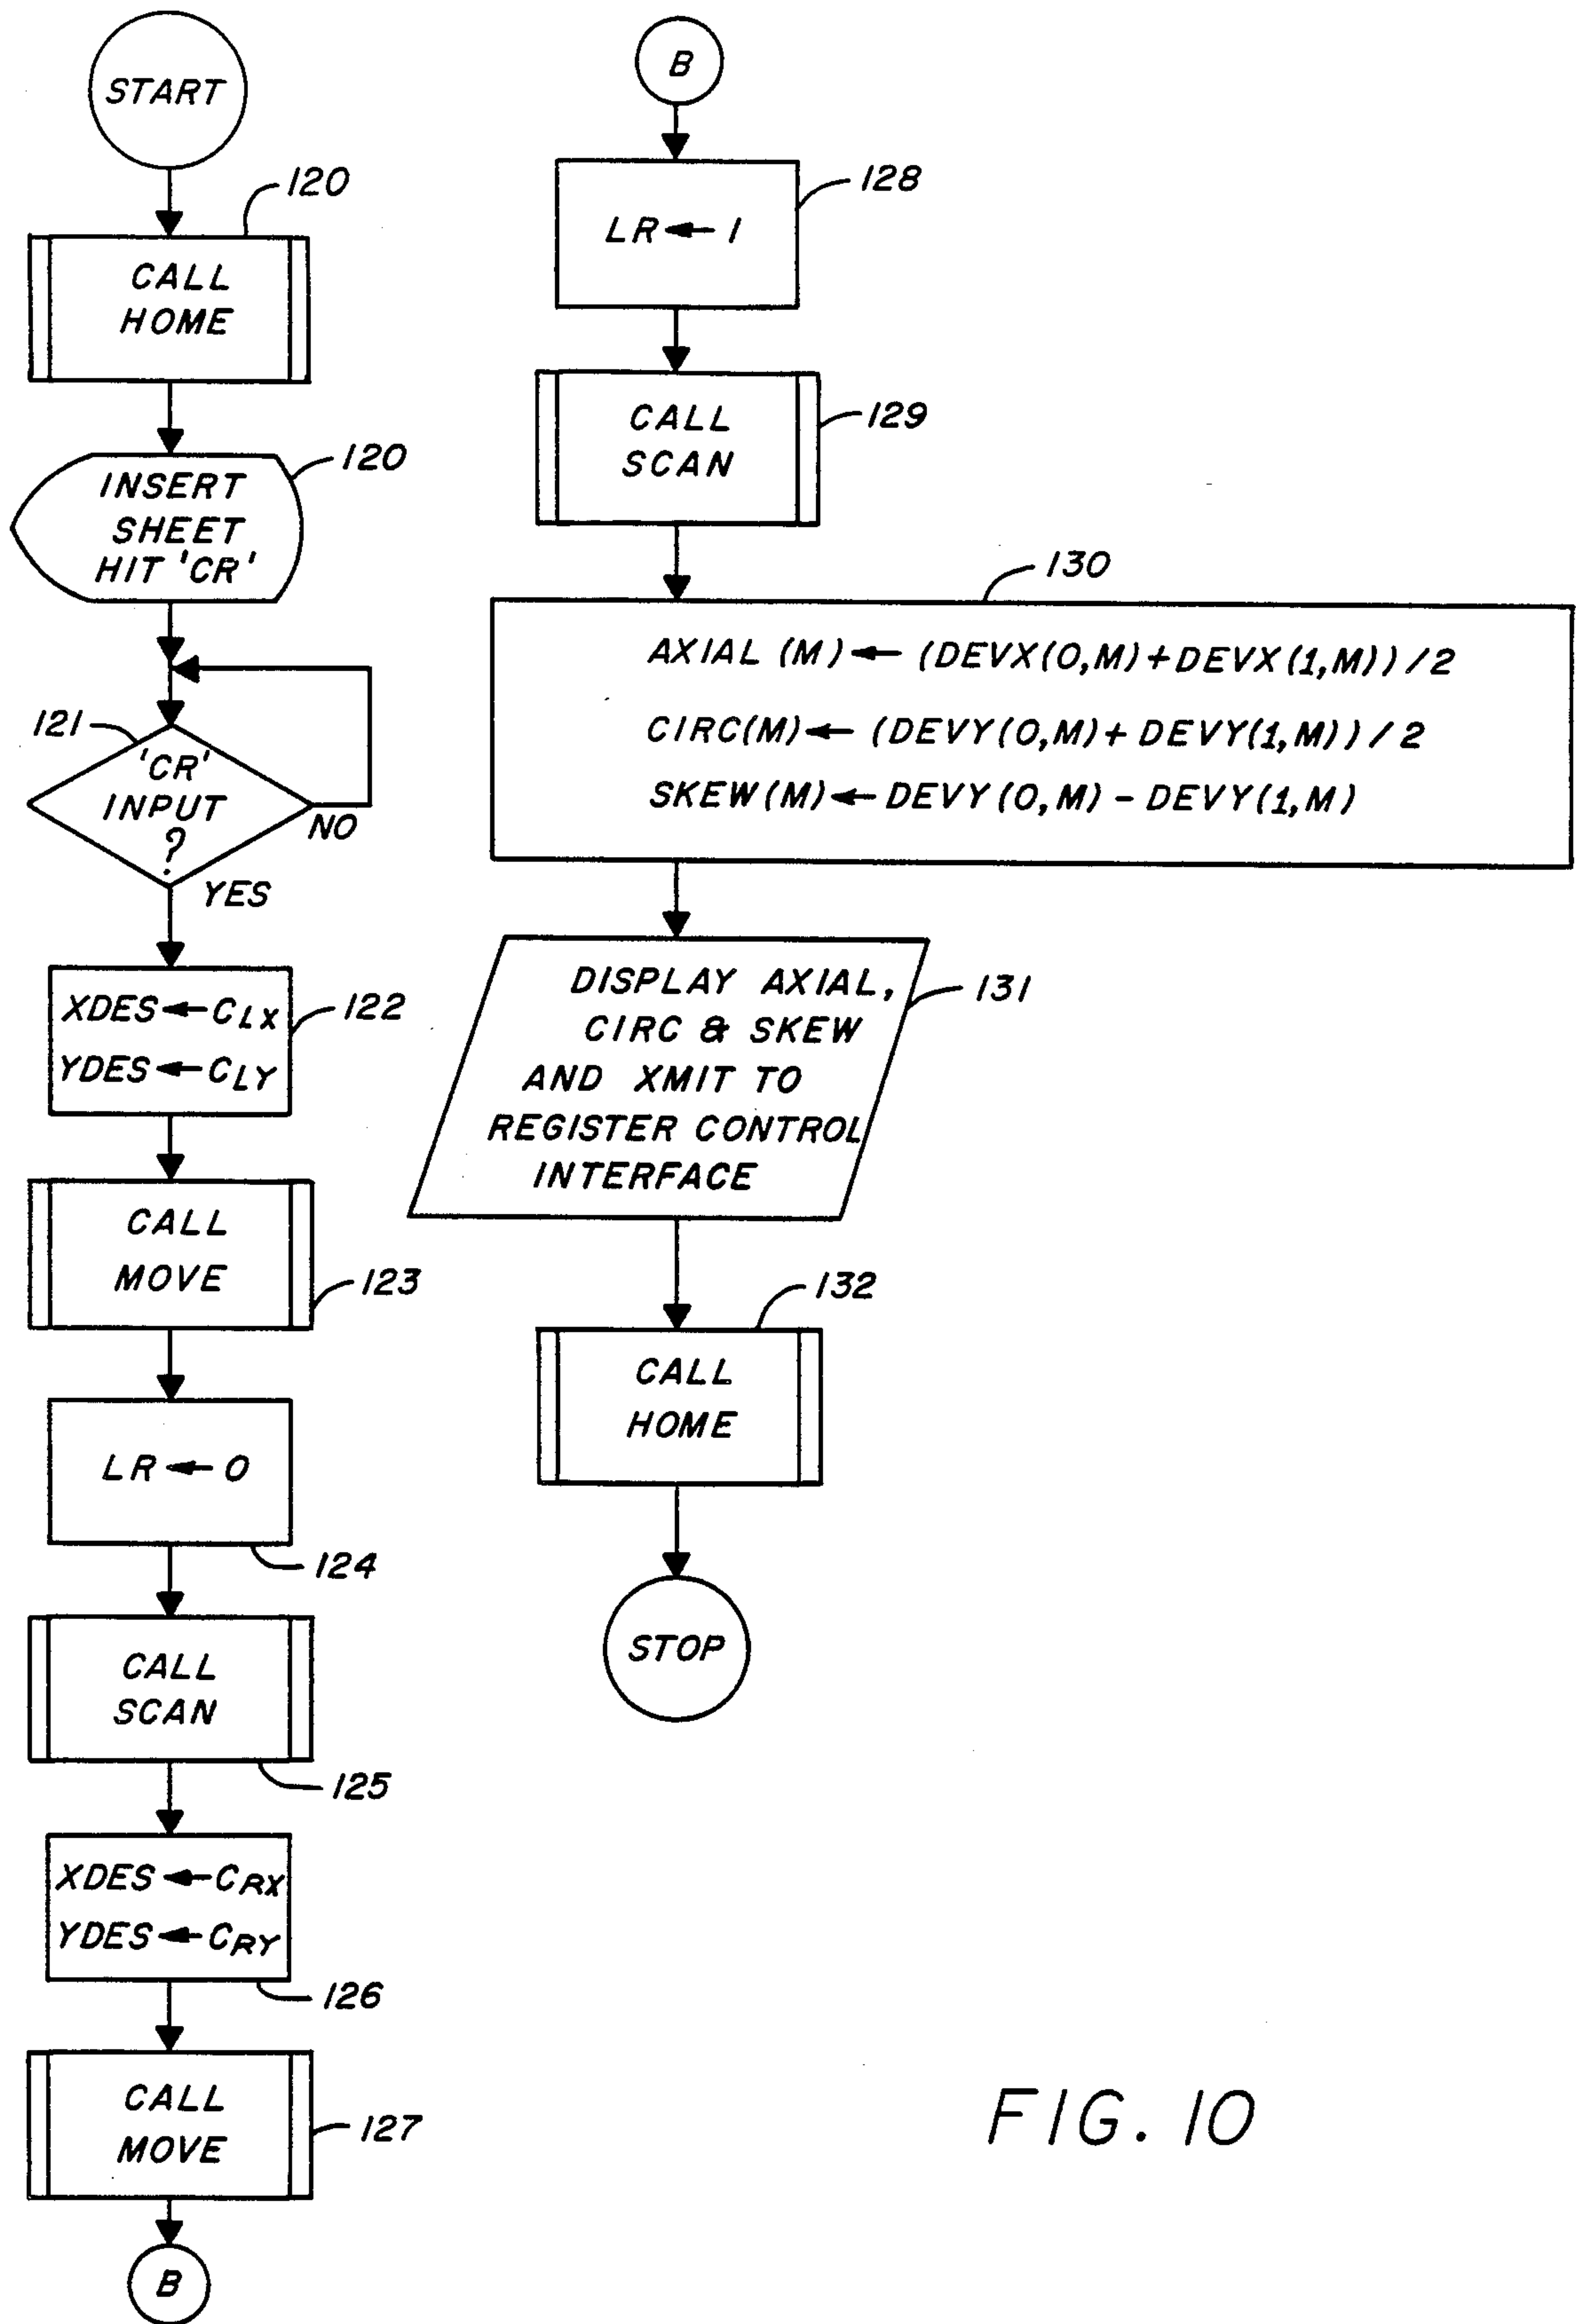 START
120
CALL
HOME
120
INSERT
SHEET
HIT 'CR'
121
'CR'
INPUT
?
NO
YES
XDES ← CLX
YDES ← CLY
122
CALL
MOVE
123
LR ← 0
124
CALL
SCAN
125
XDES ← CRX
YDES ← CRY
126
CALL
MOVE
127
B
B
128
LR ← 1
CALL
SCAN
129
130
AXIAL (M) ← (DEVX(0,M) + DEVX(1,M)) / 2
CIRC(M) ← (DEVY(0,M) + DEVY(1,M)) / 2
SKEW(M) ← DEVY(0,M) - DEVY(1,M)
DISPLAY AXIAL,
CIRC & SKEW
AND XMIT TO
REGISTER CONTROL
INTERFACE
131
132
CALL
HOME
STOP
FIG. 10